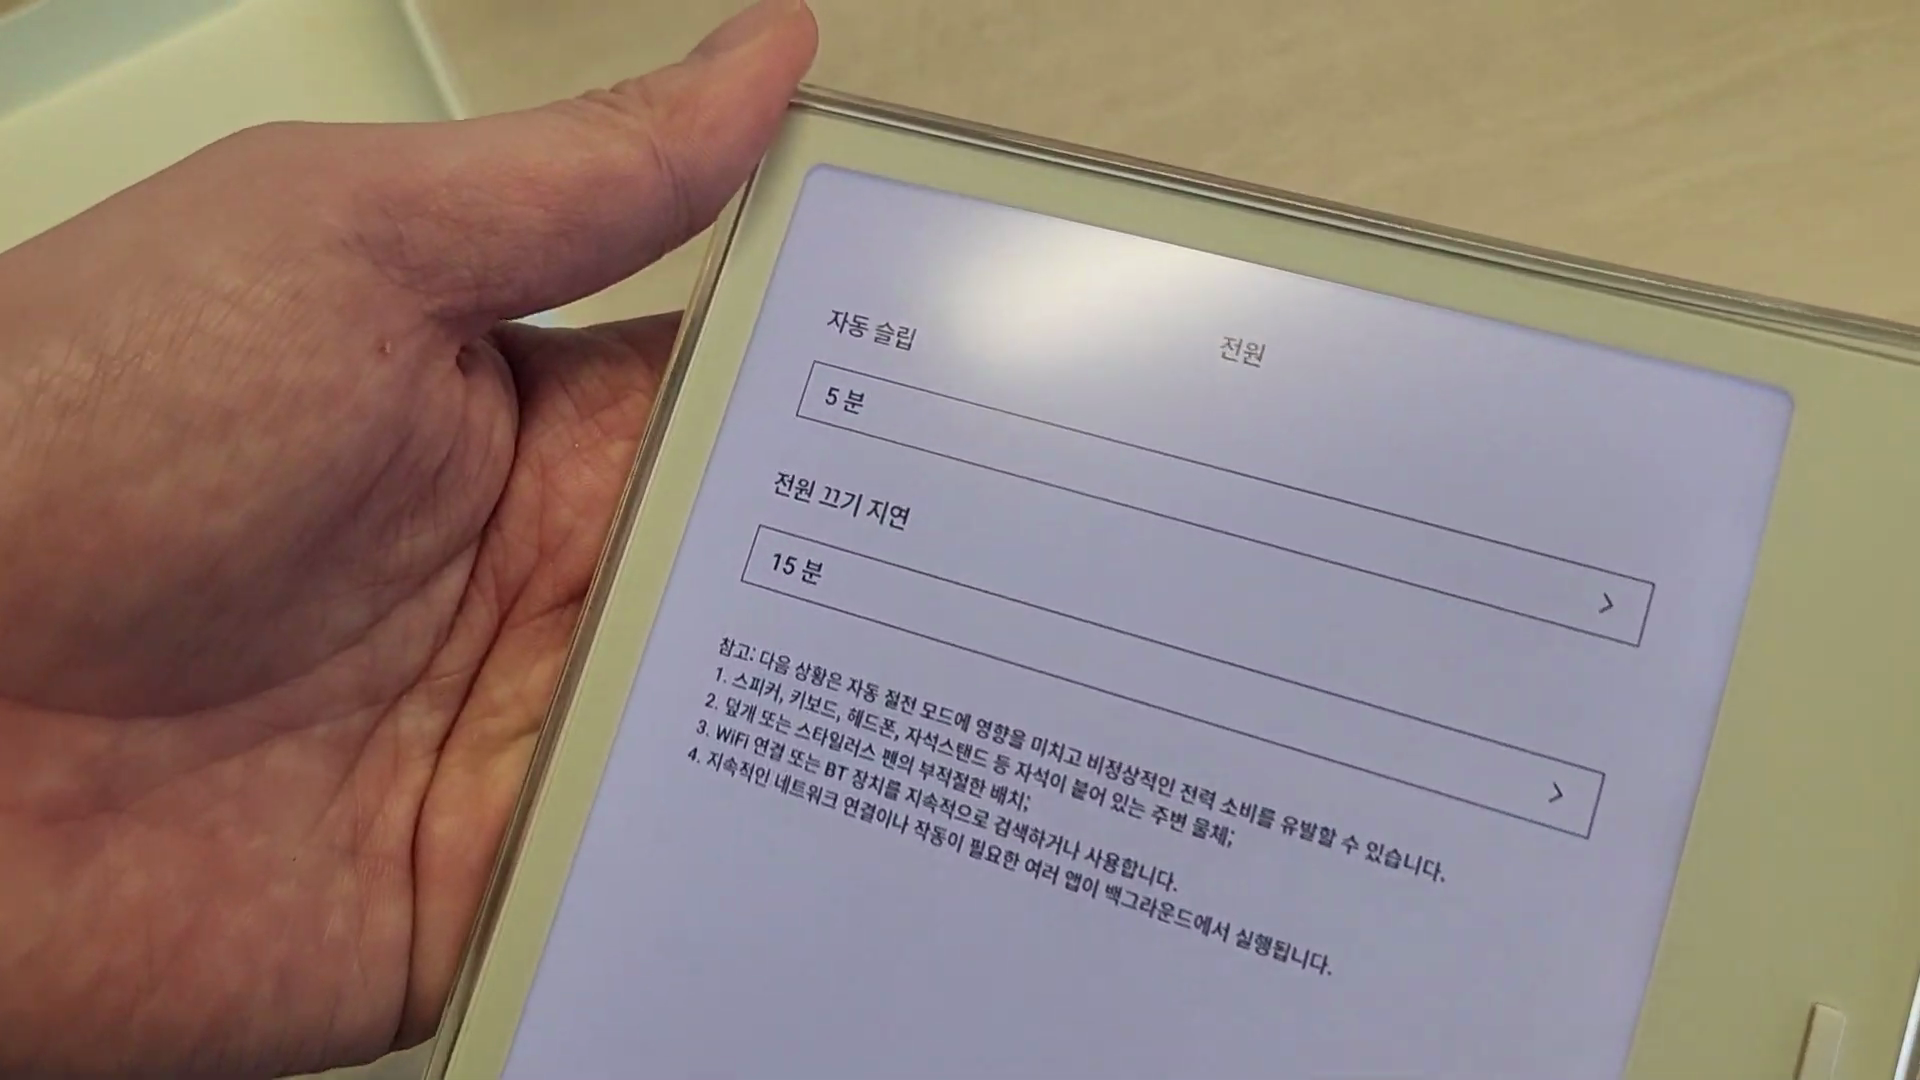 전원
자동 슬립
5 분
전원 끄기 지연
15 분
참고: 다음 상황은 자동 절전 모드에 영향을 미치고 비정상적인 전력 소비를 유발할 수 있습니다.
1. 스피커, 키보드, 헤드폰, 자석스탠드 등 자석이 붙어 있는 주변 물체;
2. 덮개 또는 스타일러스 펜의 부적절한 배치;
3. WiFi 연결 또는 BT 장치를 지속적으로 검색하거나 사용합니다.
4. 지속적인 네트워크 연결이나 작동이 필요한 여러 앱이 백그라운드에서 실행됩니다.